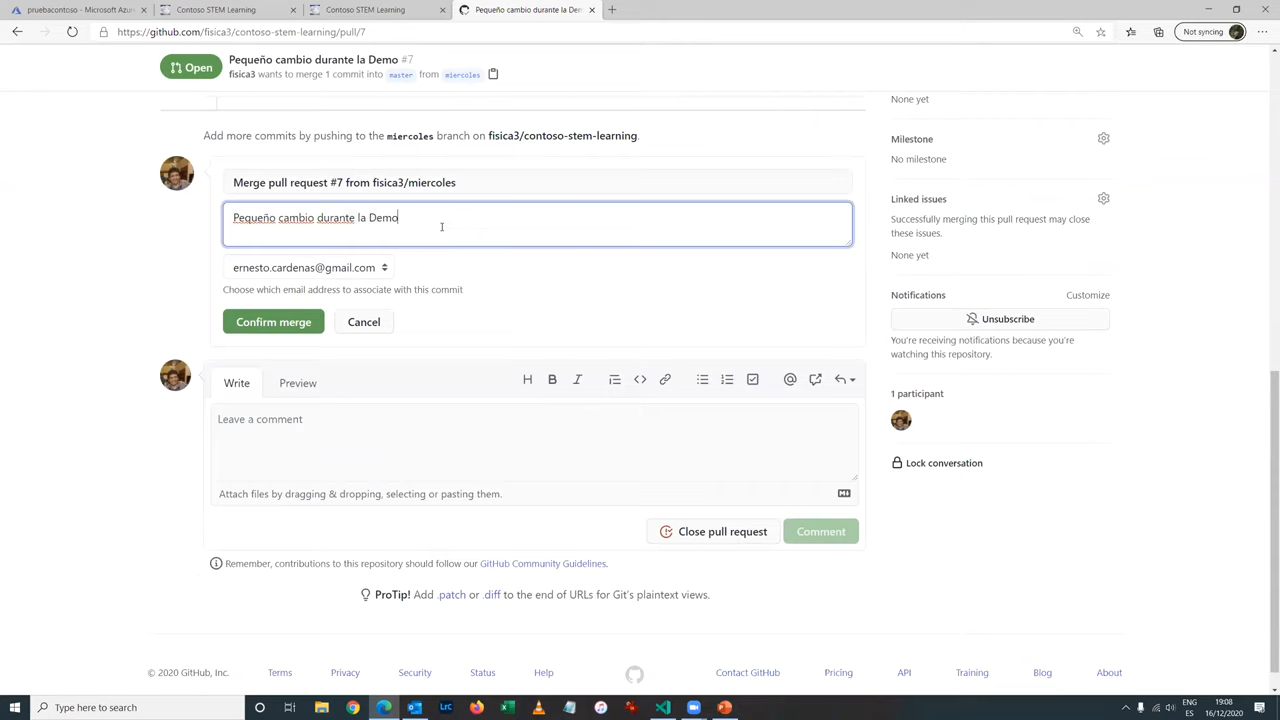 pruebacontoso - Microsoft Azu
Contoso STEM Learning
Contoso STEM Learning
Pequeño cambio durante la De
https://github.com/fisica3/contoso-stem-learning/pull/7
Not syncing
Open
Pequeño cambio durante la Demo #7
fisica3 wants to merge 1 commit into master from miercoles
None yet
Add more commits by pushing to the miercoles branch on fisica3/contoso-stem-learning.
Milestone
No milestone
Merge pull request #7 from fisica3/miercoles
Linked issues
Pequeño cambio durante la Demo
Successfully merging this pull request may close
these issues.
None yet
ernesto.cardenas@gmail.com
Choose which email address to associate with this commit
Notifications
Customize
Confirm merge
Cancel
Unsubscribe
You're receiving notifications because you're
watching this repository.
Write
Preview
1 participant
Leave a comment
Lock conversation
Attach files by dragging & dropping, selecting or pasting them.
Close pull request
Comment
Remember, contributions to this repository should follow our GitHub Community Guidelines.
ProTip! Add .patch or .diff to the end of URLs for Git's plaintext views.
© 2020 GitHub, Inc.
Terms
Privacy
Security
Status
Help
Contact GitHub
Pricing
API
Training
Blog
About
Type here to search
LrC
ENG
ES
19:08
16/12/2020